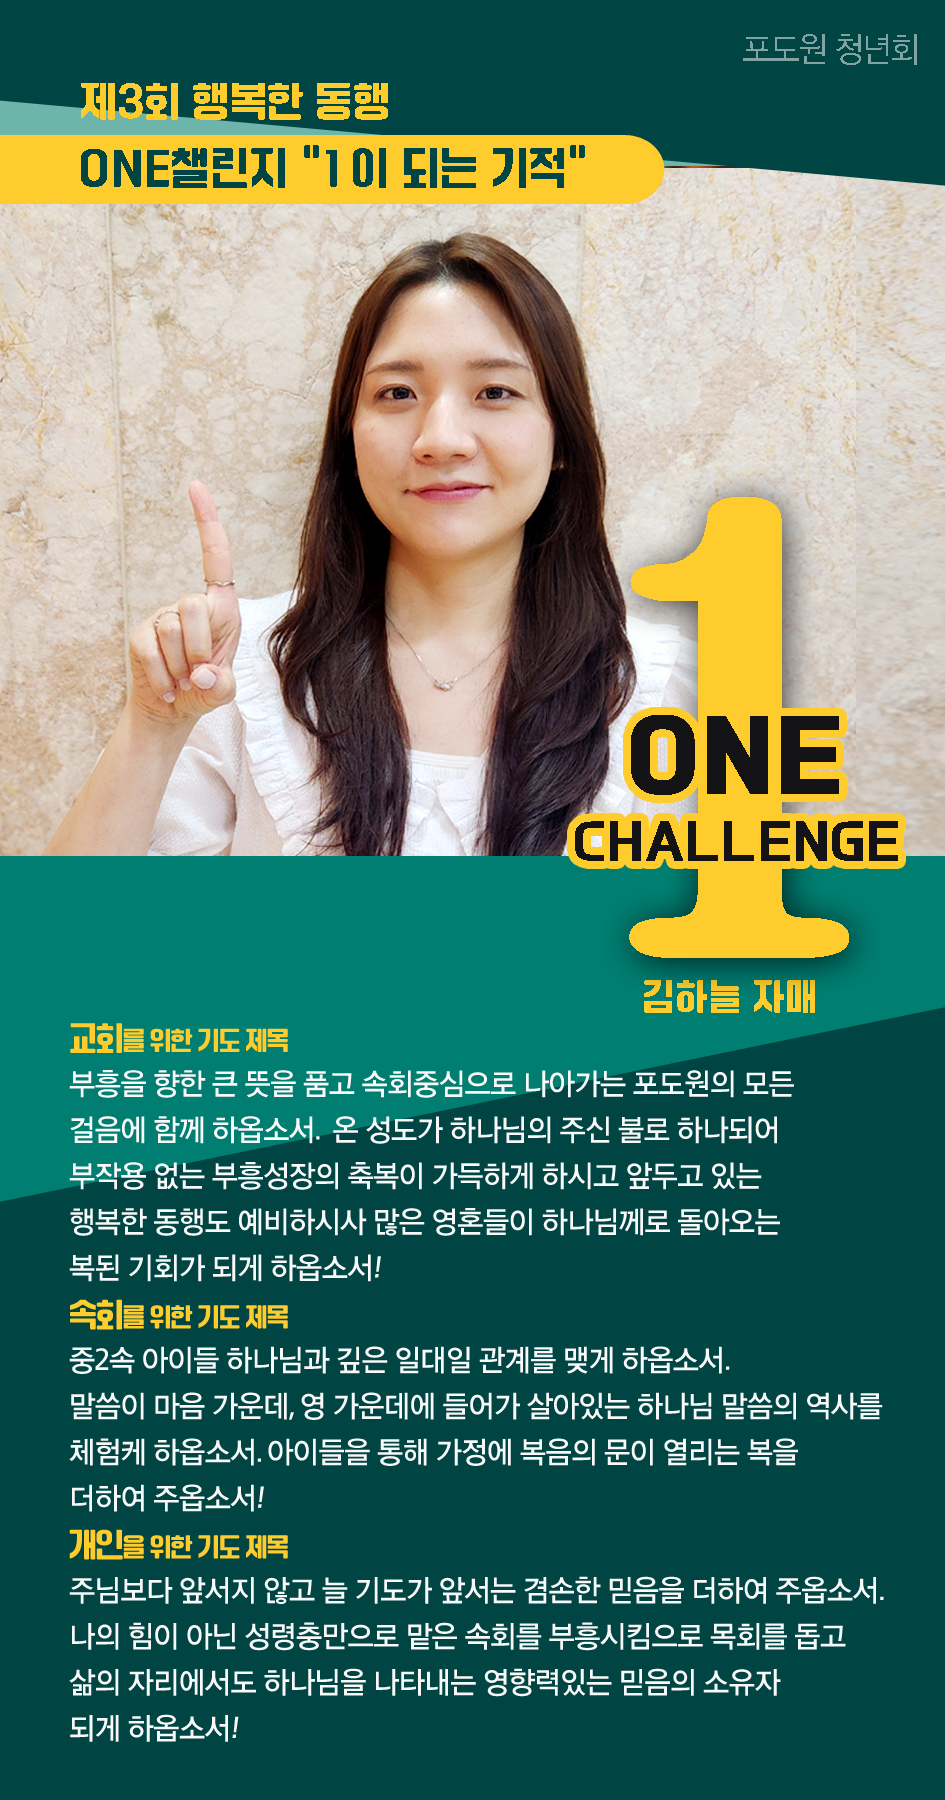 포도원 청년회
제3회 행복한 동행
ONE챌린지 "1이 되는 기적"
1
ONE
CHALLENGE
김하늘 자매
교회를 위한 기도 제목
부흥을 향한 큰 뜻을 품고 속회중심으로 나아가는 포도원의 모든
걸음에 함께 하옵소서. 온 성도가 하나님의 주신 불로 하나되어
부작용 없는 부흥성장의 축복이 가득하게 하시고 앞두고 있는
행복한 동행도 예비하시사 많은 영혼들이 하나님께로 돌아오는
복된 기회가 되게 하옵소서!
속회를 위한 기도 제목
중2속 아이들 하나님과 깊은 일대일 관계를 맺게 하옵소서.
말씀이 마음 가운데, 영 가운데에 들어가 살아있는 하나님 말씀의 역사를
체험케 하옵소서. 아이들을 통해 가정에 복음의 문이 열리는 복을
더하여 주옵소서!
개인을 위한 기도 제목
주님보다 앞서지 않고 늘 기도가 앞서는 겸손한 믿음을 더하여 주옵소서.
나의 힘이 아닌 성령충만으로 맡은 속회를 부흥시킴으로 목회를 돕고
삶의 자리에서도 하나님을 나타내는 영향력있는 믿음의 소유자
되게 하옵소서!